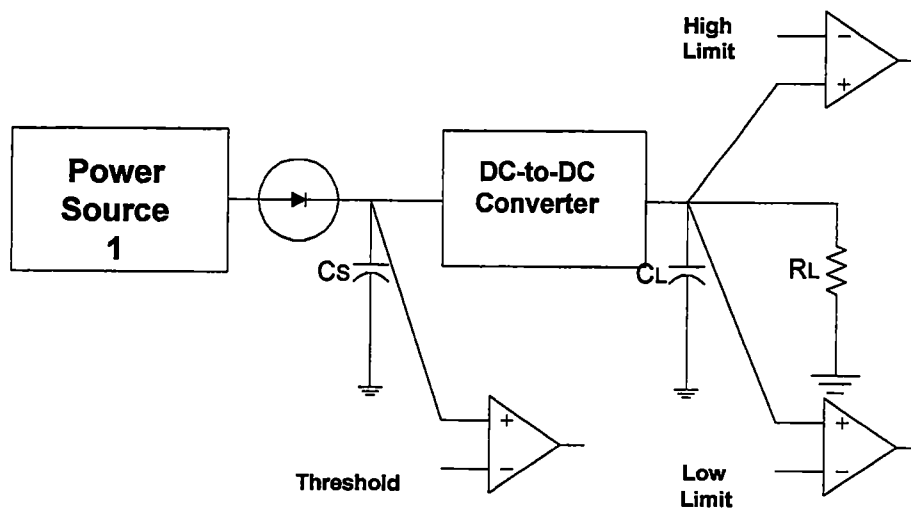 High
Limit
−
+
Power
Source
1
DC-to-DC
Converter
CS
CL
RL
+
−
Threshold
+
−
Low
Limit